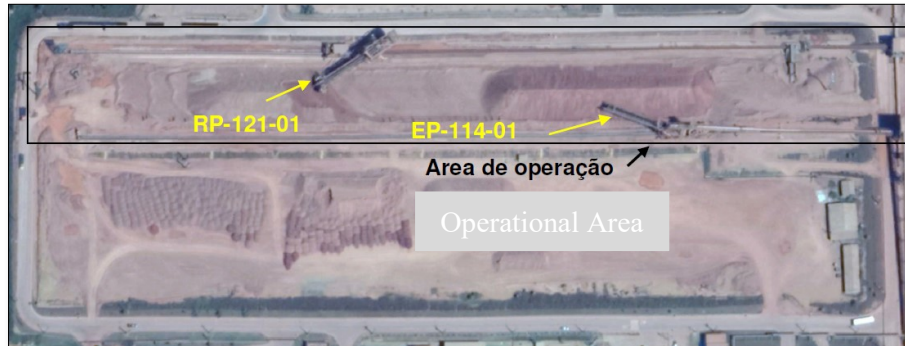 RP-121-01
EP-114-01
Area de operação
Operational Area